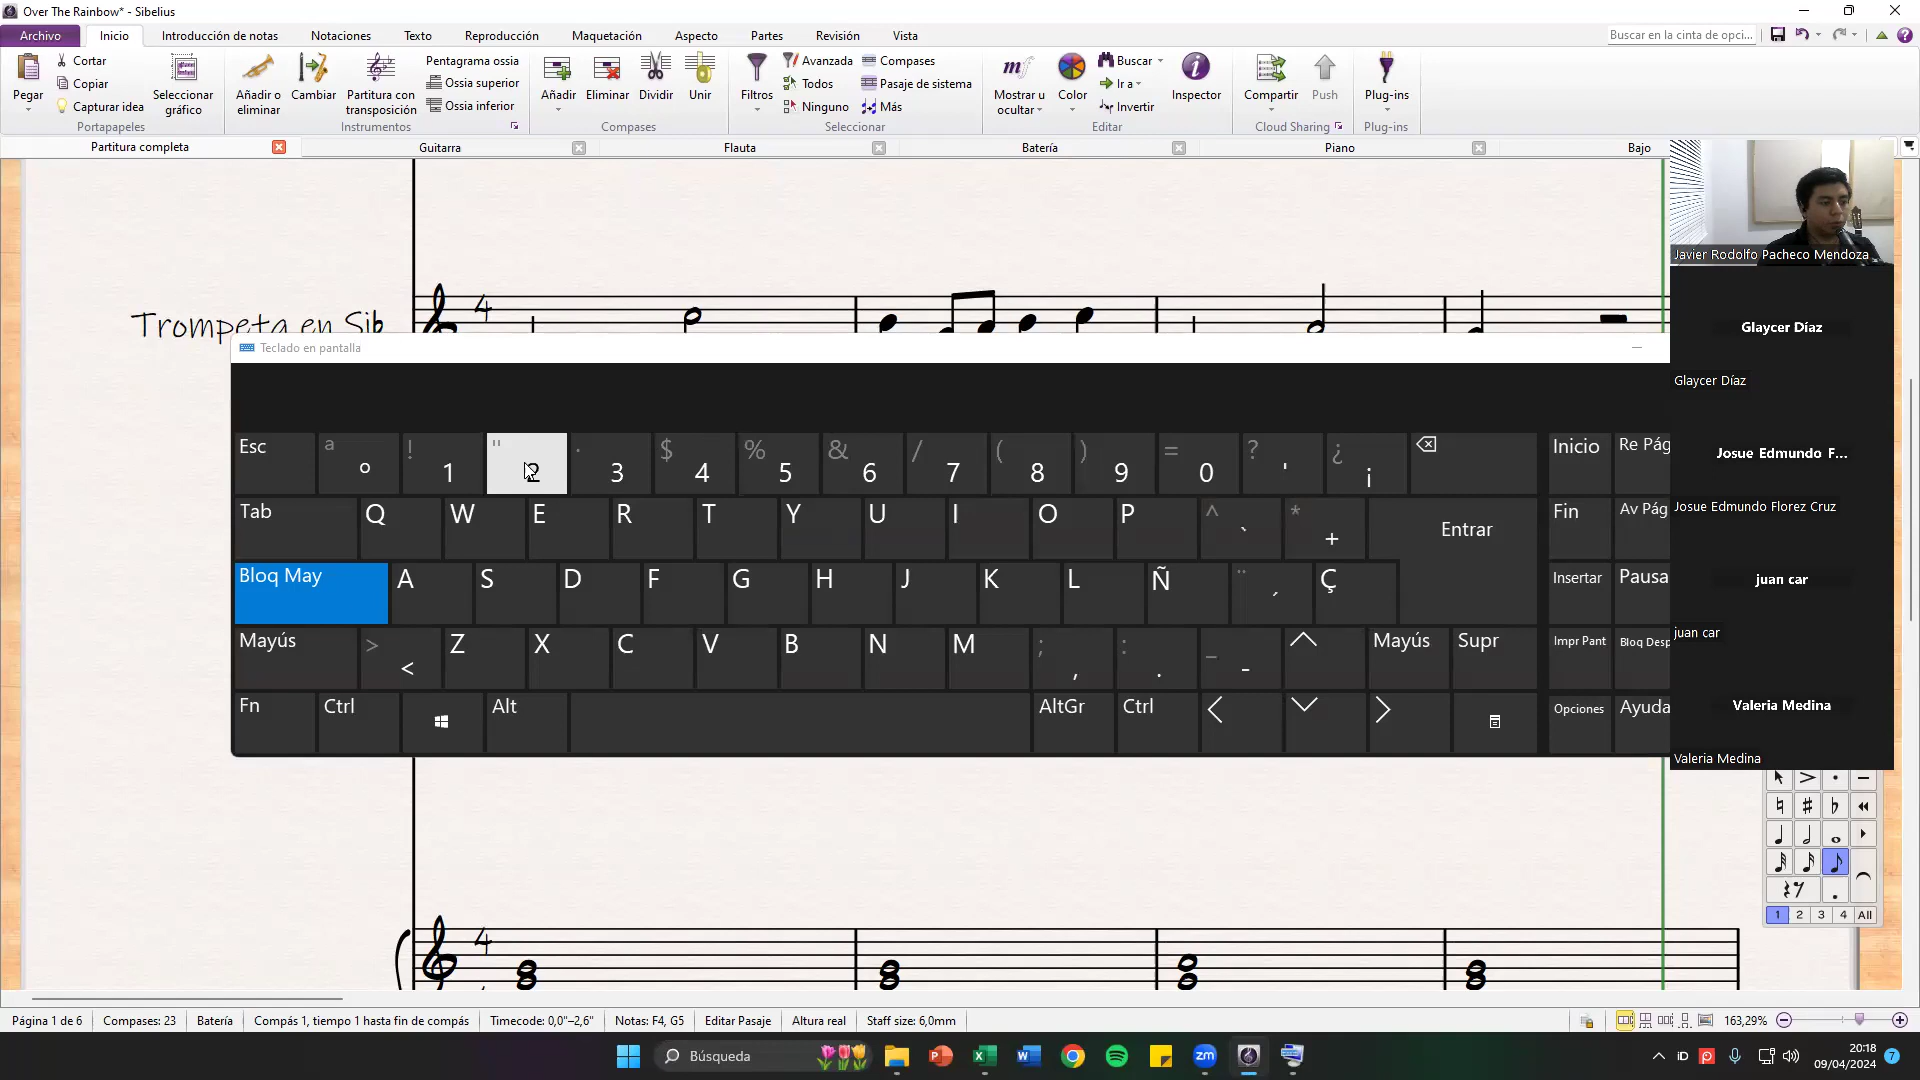 Over The Rainbow* - Sibelius
Archivo Inicio Introducción de notas Notaciones Texto Reproducción Maquetación Aspecto Partes Revisión Vista Buscar en la cinta de opci...
Pegar
Cortar
Copiar
Capturar idea
Portapapeles
Seleccionar gráfico
Añadir o eliminar
Cambiar
Partitura con transposición
Pentagrama ossia
Ossia superior
Ossia inferior
Instrumentos
Añadir
Eliminar
Dividir
Unir
Compases
Filtros
Avanzada
Todos
Ninguno
Compases
Pasaje de sistema
Más
Seleccionar
Mostrar u ocultar
Color
Buscar
Ir a
Invertir
Editar
Inspector
Compartir
Push
Cloud Sharing
Plug-ins
Plug-ins
Partitura completa Guitarra Flauta Batería Piano Bajo
Trompeta en Sib
Teclado en pantalla
Esc ª º ! 1 " 2 · 3 $ 4 % 5 & 6 / 7 ( 8 ) 9 = 0 ? ' ¿ ¡ Inicio Re Pág
Tab Q W E R T Y U I O P ^ ` * + Entrar Fin Av Pág
Bloq May A S D F G H J K L Ñ ¨ ´ Ç Insertar Pausa
Mayús > < Z X C V B N M ; , : . _ - Mayús Supr Impr Pant Bloq Desp
Fn Ctrl Alt AltGr Ctrl Opciones Ayuda
Javier Rodolfo Pacheco Mendoza
Glaycer Díaz
Glaycer Díaz
Josue Edmundo F...
Josue Edmundo Florez Cruz
juan car
juan car
Valeria Medina
Valeria Medina
1 2 3 4 All
Página 1 de 6 Compases: 23 Batería Compás 1, tiempo 1 hasta fin de compás Timecode: 0,0"–2,6" Notas: F4, G5 Editar Pasaje Altura real Staff size: 6,0mm 163,29%
Búsqueda
zm
iD
20:18
09/04/2024
7